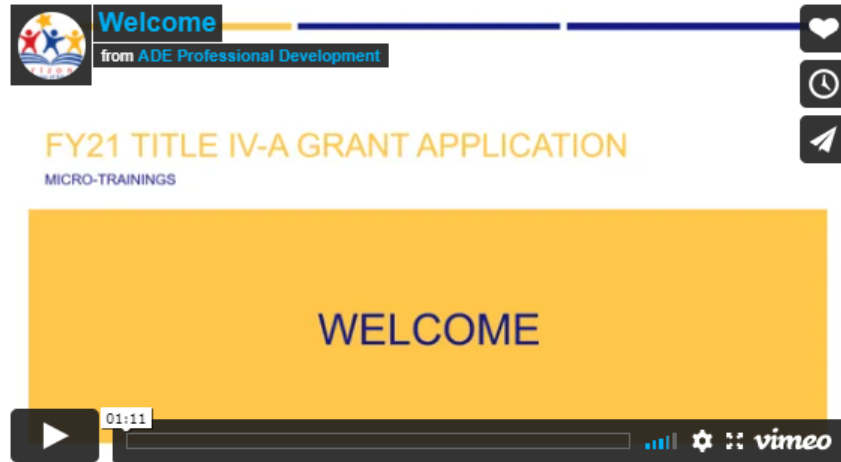 Welcome
from ADE Professional Development
FY21 TITLE IV-A GRANT APPLICATION
MICRO-TRAININGS
WELCOME
01:11
vimeo